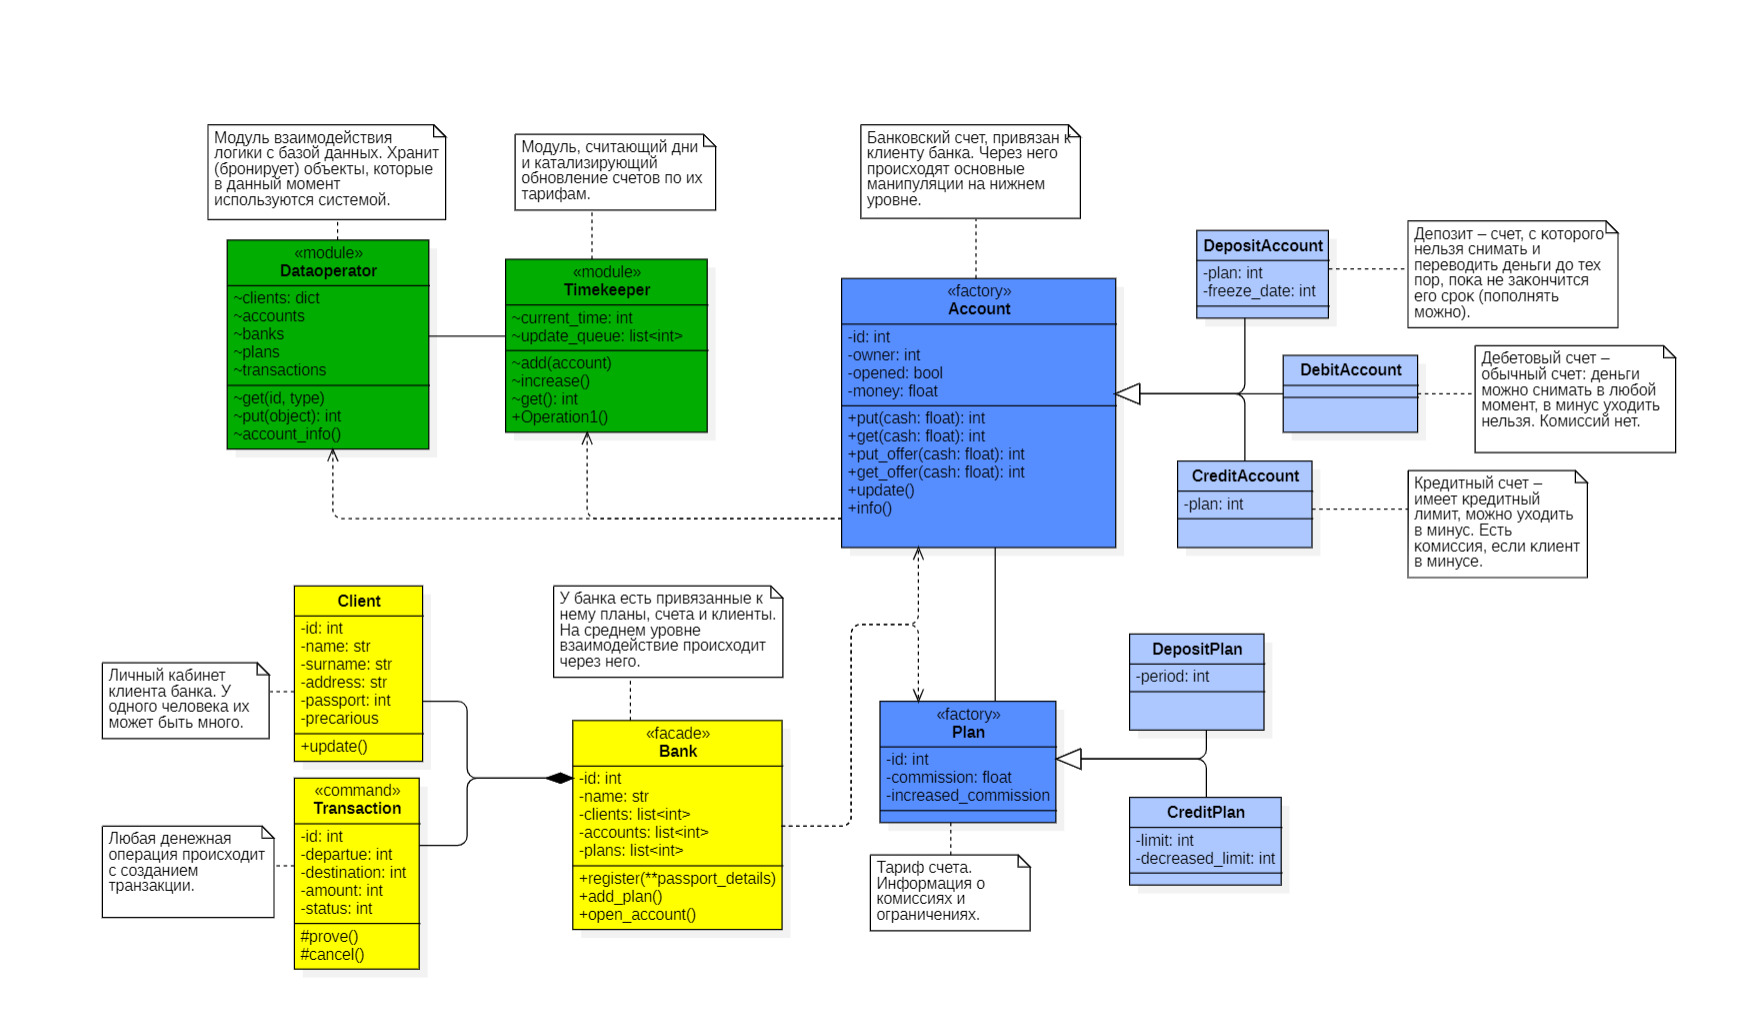 Модуль взаимодействия
логики с базой данных. Хранит
(бронирует) объекты, которые
в данный момент
используются системой.
Модуль, считающий дни
и катализирующий
обновление счетов по их
тарифам.
Банковский счет, привязан к
клиенту банка. Через него
происходят основные
манипуляции на нижнем
уровне.
«module»
Dataoperator
~clients: dict
~accounts
~banks
~plans
~transactions
~get(id, type)
~put(object): int
~account_info()
«module»
Timekeeper
~current_time: int
~update_queue: list<int>
~add(account)
~increase()
~get(): int
+Operation1()
«factory»
Account
-id: int
-owner: int
-opened: bool
-money: float
+put(cash: float): int
+get(cash: float): int
+put_offer(cash: float): int
+get_offer(cash: float): int
+update()
+info()
DepositAccount
-plan: int
-freeze_date: int
Депозит – счет, с которого
нельзя снимать и
переводить деньги до тех
пор, пока не закончится
его срок (пополнять
можно).
DebitAccount
Дебетовый счет –
обычный счет: деньги
можно снимать в любой
момент, в минус уходить
нельзя. Комиссий нет.
CreditAccount
-plan: int
Кредитный счет –
имеет кредитный
лимит, можно уходить
в минус. Есть
комиссия, если клиент
в минусе.
Client
-id: int
-name: str
-surname: str
-address: str
-passport: int
-precarious
+update()
Личный кабинет
клиента банка. У
одного человека их
может быть много.
У банка есть привязанные к
нему планы, счета и клиенты.
На среднем уровне
взаимодействие происходит
через него.
«facade»
Bank
-id: int
-name: str
-clients: list<int>
-accounts: list<int>
-plans: list<int>
+register(**passport_details)
+add_plan()
+open_account()
«command»
Transaction
-id: int
-departue: int
-destination: int
-amount: int
-status: int
#prove()
#cancel()
Любая денежная
операция происходит
с созданием
транзакции.
«factory»
Plan
-id: int
-commission: float
-increased_commission
Тариф счета.
Информация о
комиссиях и
ограничениях.
DepositPlan
-period: int
CreditPlan
-limit: int
-decreased_limit: int